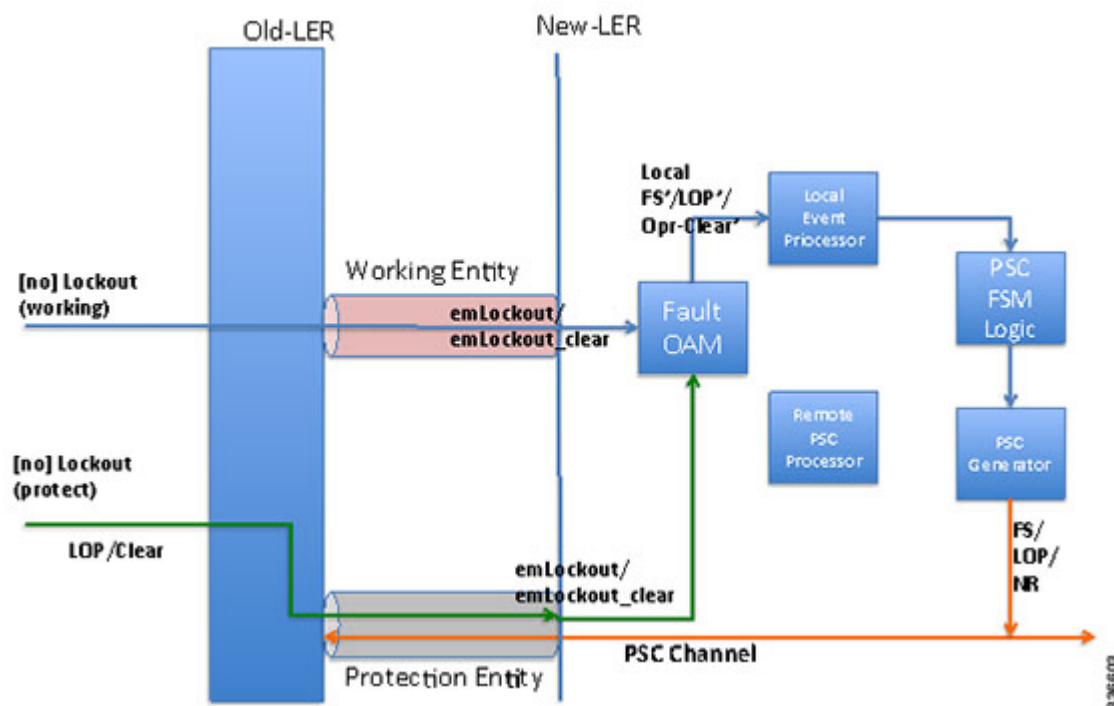 Old-LER
New-LER
Local
FS'/LOP'/
Opr-Clear'
Local
Event
Priocessor
[no] Lockout
(working)
Working Entity
emLockout/
emLockout_clear
Fault
OAM
PSC
FSM
Logic
Remote
PSC
Processor
PSC
Generator
[no] Lockout
(protect)
LOP/Clear
emLockout/
emLockout_clear
FS/
LOP/
NR
PSC Channel
Protection Entity